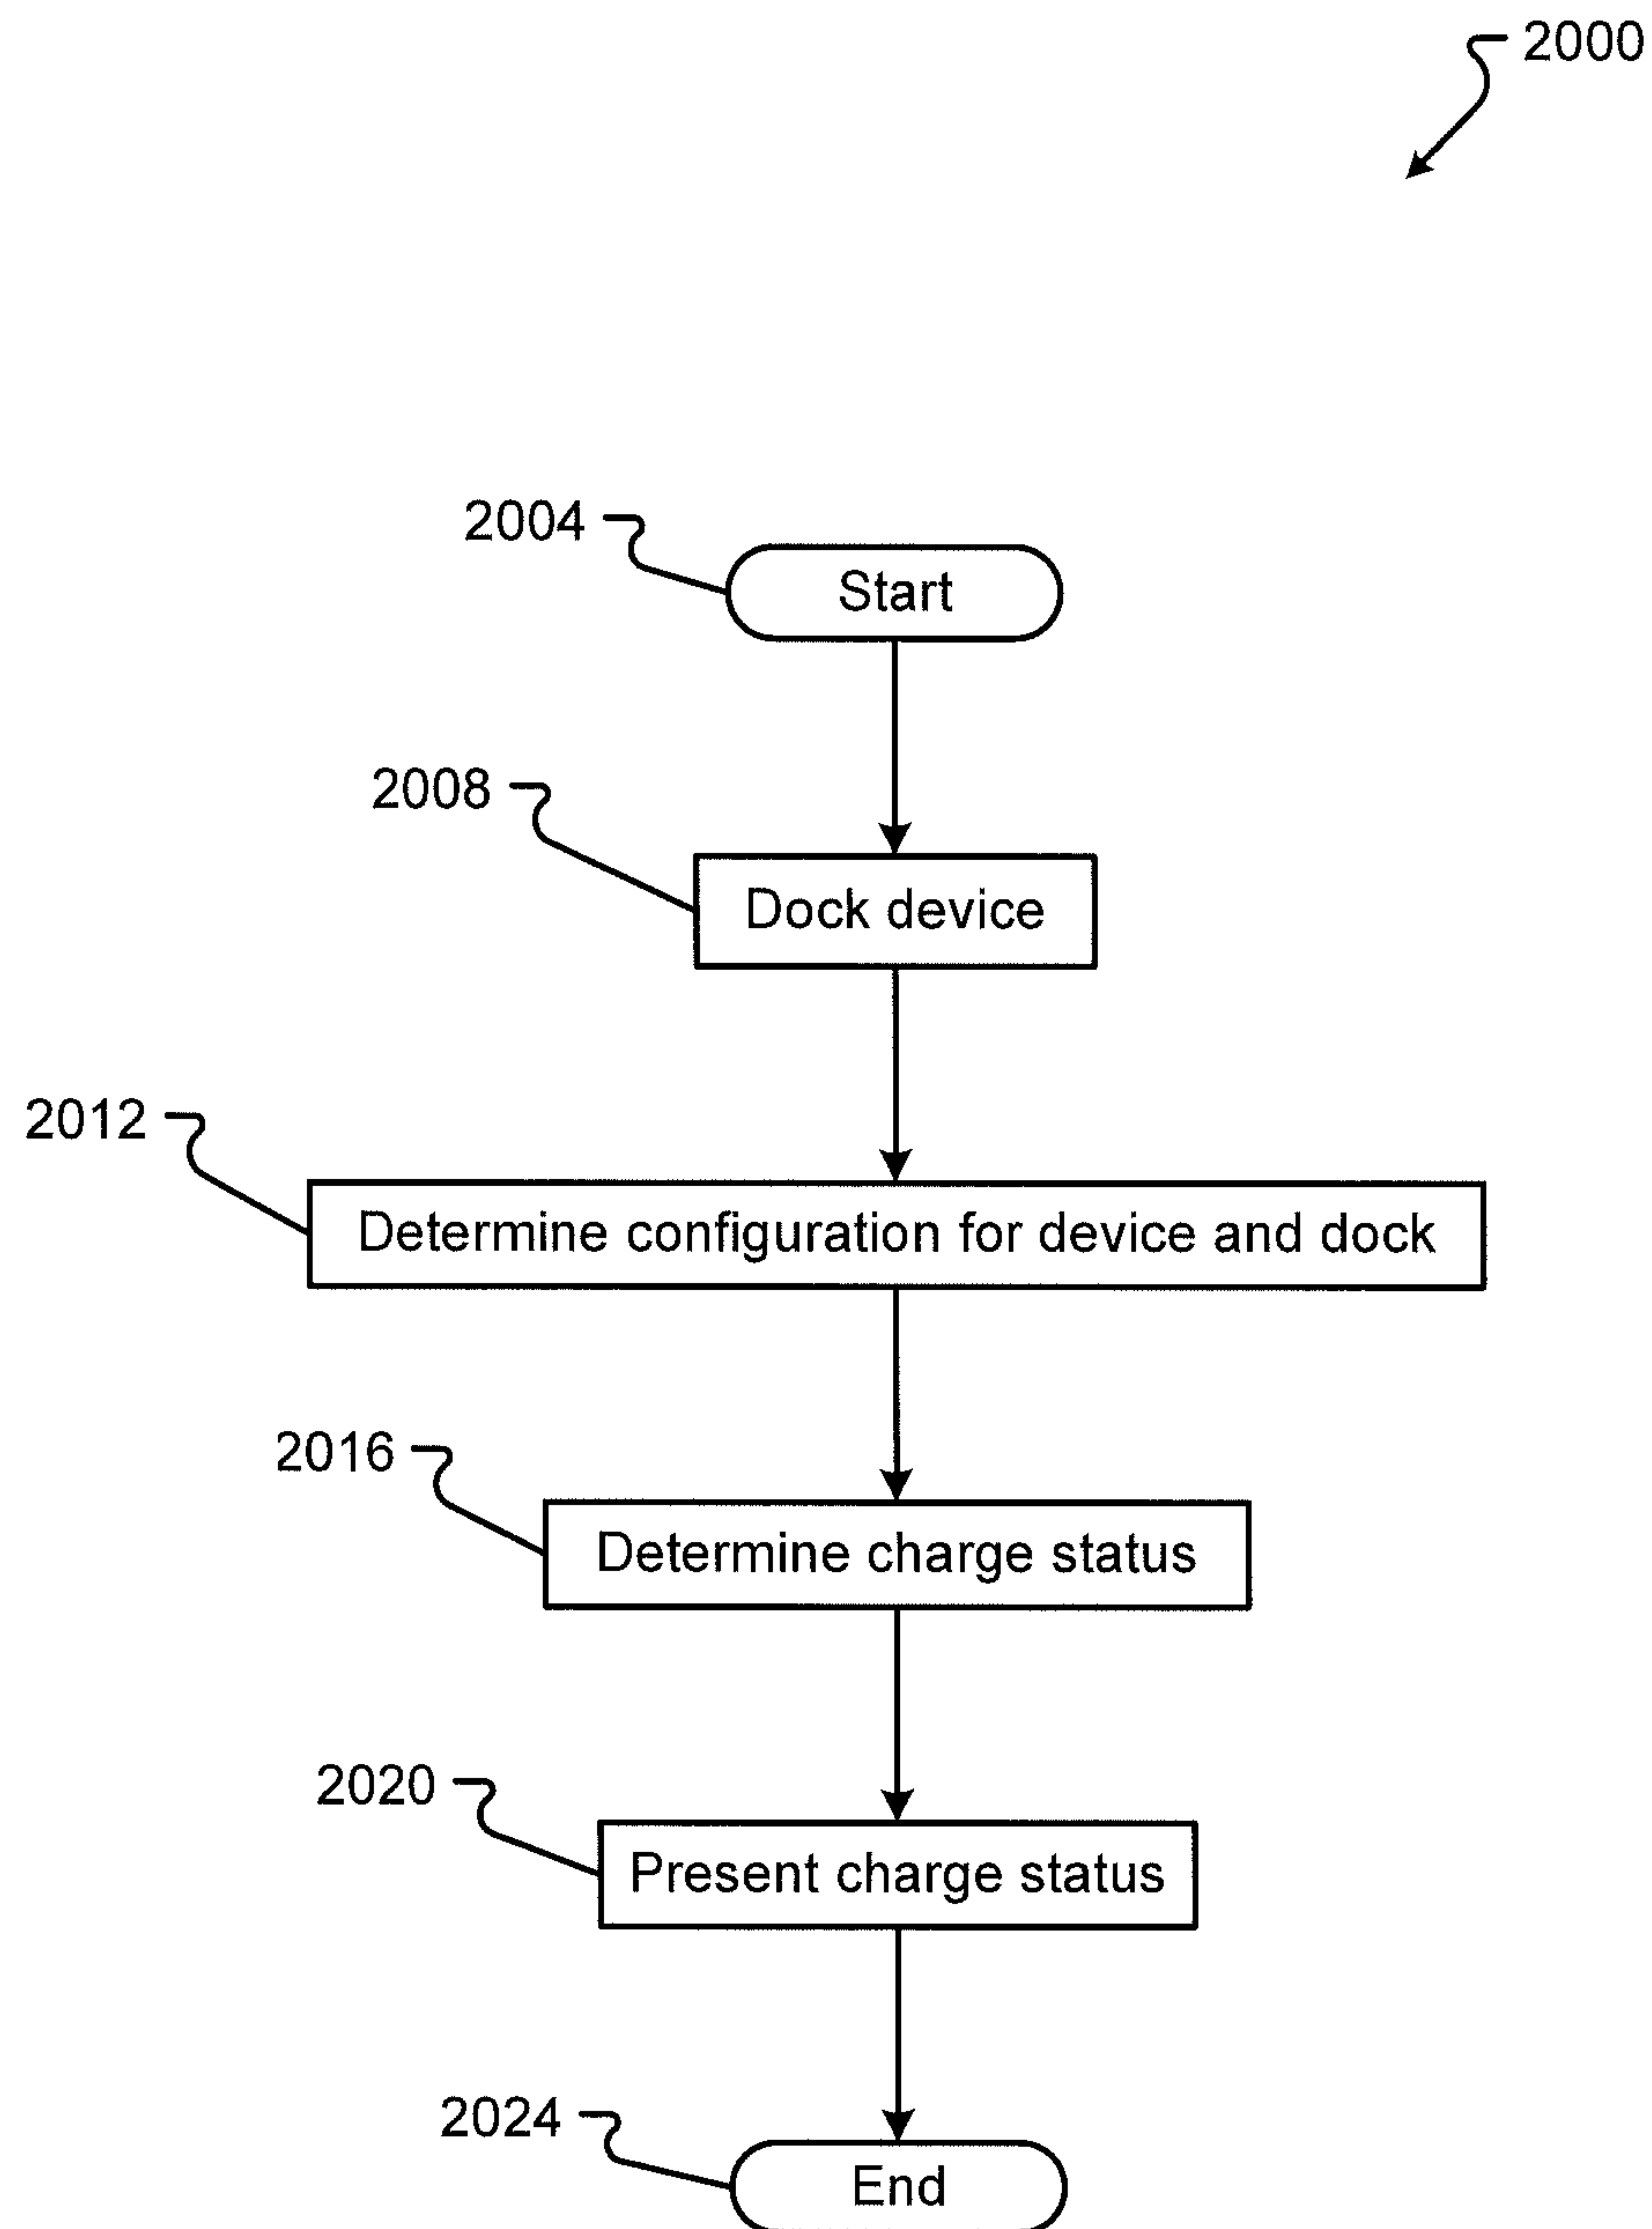 2000
2004
Start
2008
Dock device
2012
Determine configuration for device and dock
2016
Determine charge status
2020
Present charge status
2024
End